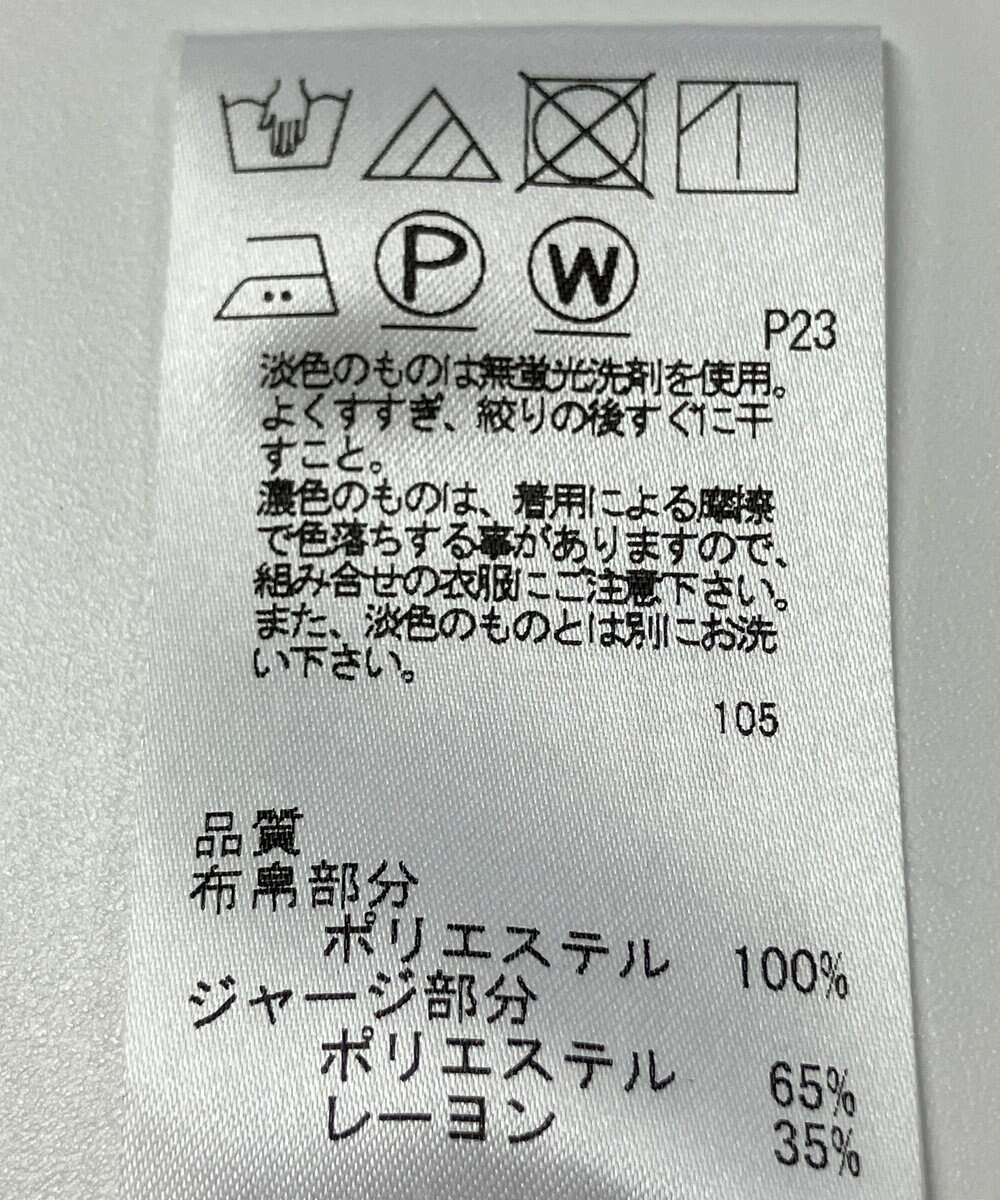 P W
P23
淡色のものは無蛍光洗剤を使用。
よくすすぎ、絞りの後すぐに干
すこと。
濃色のものは、着用による摩擦
で色落ちする事がありますので、
組み合せの衣服にご注意下さい。
また、淡色のものとは別にお洗
い下さい。
105
品質
布帛部分
ポリエステル 100%
ジャージ部分
ポリエステル 65%
レーヨン 35%